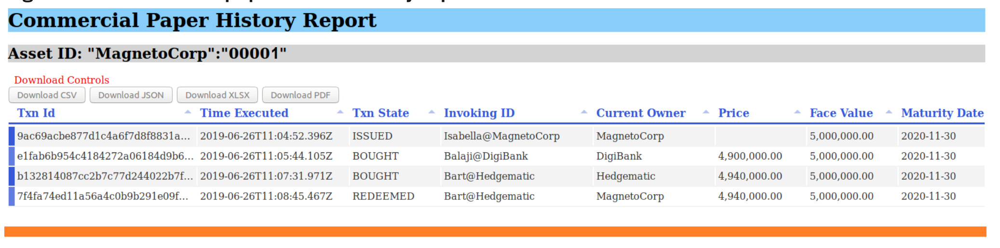 Commercial Paper History Report
Asset ID: "MagnetoCorp":"00001"
Download Controls
Download CSV Download JSON Download XLSX Download PDF
Txn Id Time Executed Txn State Invoking ID Current Owner Price Face Value Maturity Date
9ac69acbe877d1c4a6f7d8f8831a... 2019-06-26T11:04:52.396Z ISSUED Isabella@MagnetoCorp MagnetoCorp 5,000,000.00 2020-11-30
e1fab6b954c4184272a06184d9b6... 2019-06-26T11:05:44.105Z BOUGHT Balaji@DigiBank DigiBank 4,900,000.00 5,000,000.00 2020-11-30
b132814087cc2b7c77d244022b7f... 2019-06-26T11:07:31.971Z BOUGHT Bart@Hedgematic Hedgematic 4,940,000.00 5,000,000.00 2020-11-30
7f4fa74ed11a56a4c0b9b291e09f... 2019-06-26T11:08:45.467Z REDEEMED Bart@Hedgematic MagnetoCorp 4,940,000.00 5,000,000.00 2020-11-30